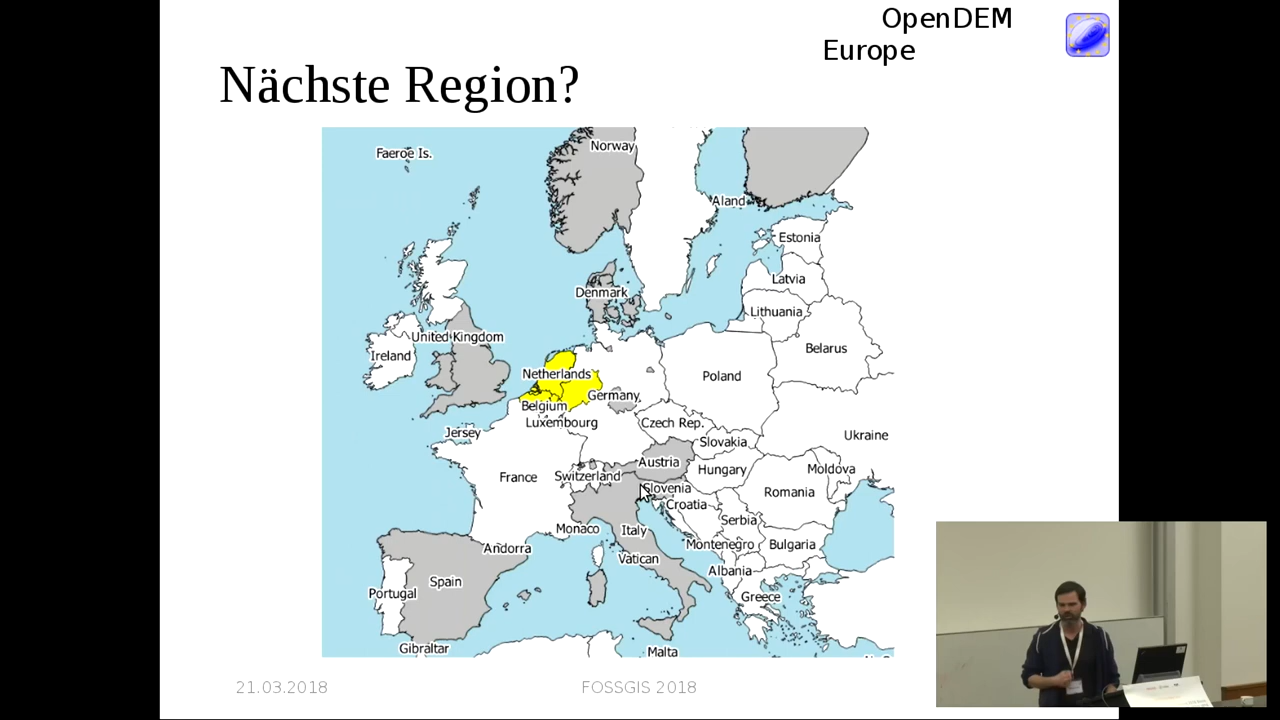 OpenDEM
Europe
Nächste Region?
Norway
Faeroe Is.
Aland
Estonia
Latvia
Denmark
Lithuania
United Kingdom
Ireland
Belarus
Netherlands
Poland
Germany
Belgium
Luxembourg
Czech Rep.
Jersey
Ukraine
Slovakia
Austria
Hungary
Moldova
France
Switzerland
Slovenia
Romania
Croatia
Serbia
Monaco
Italy
Andorra
Montenegro
Bulgaria
Vatican
Albania
Spain
Portugal
Greece
Gibraltar
Malta
21.03.2018
FOSSGIS 2018